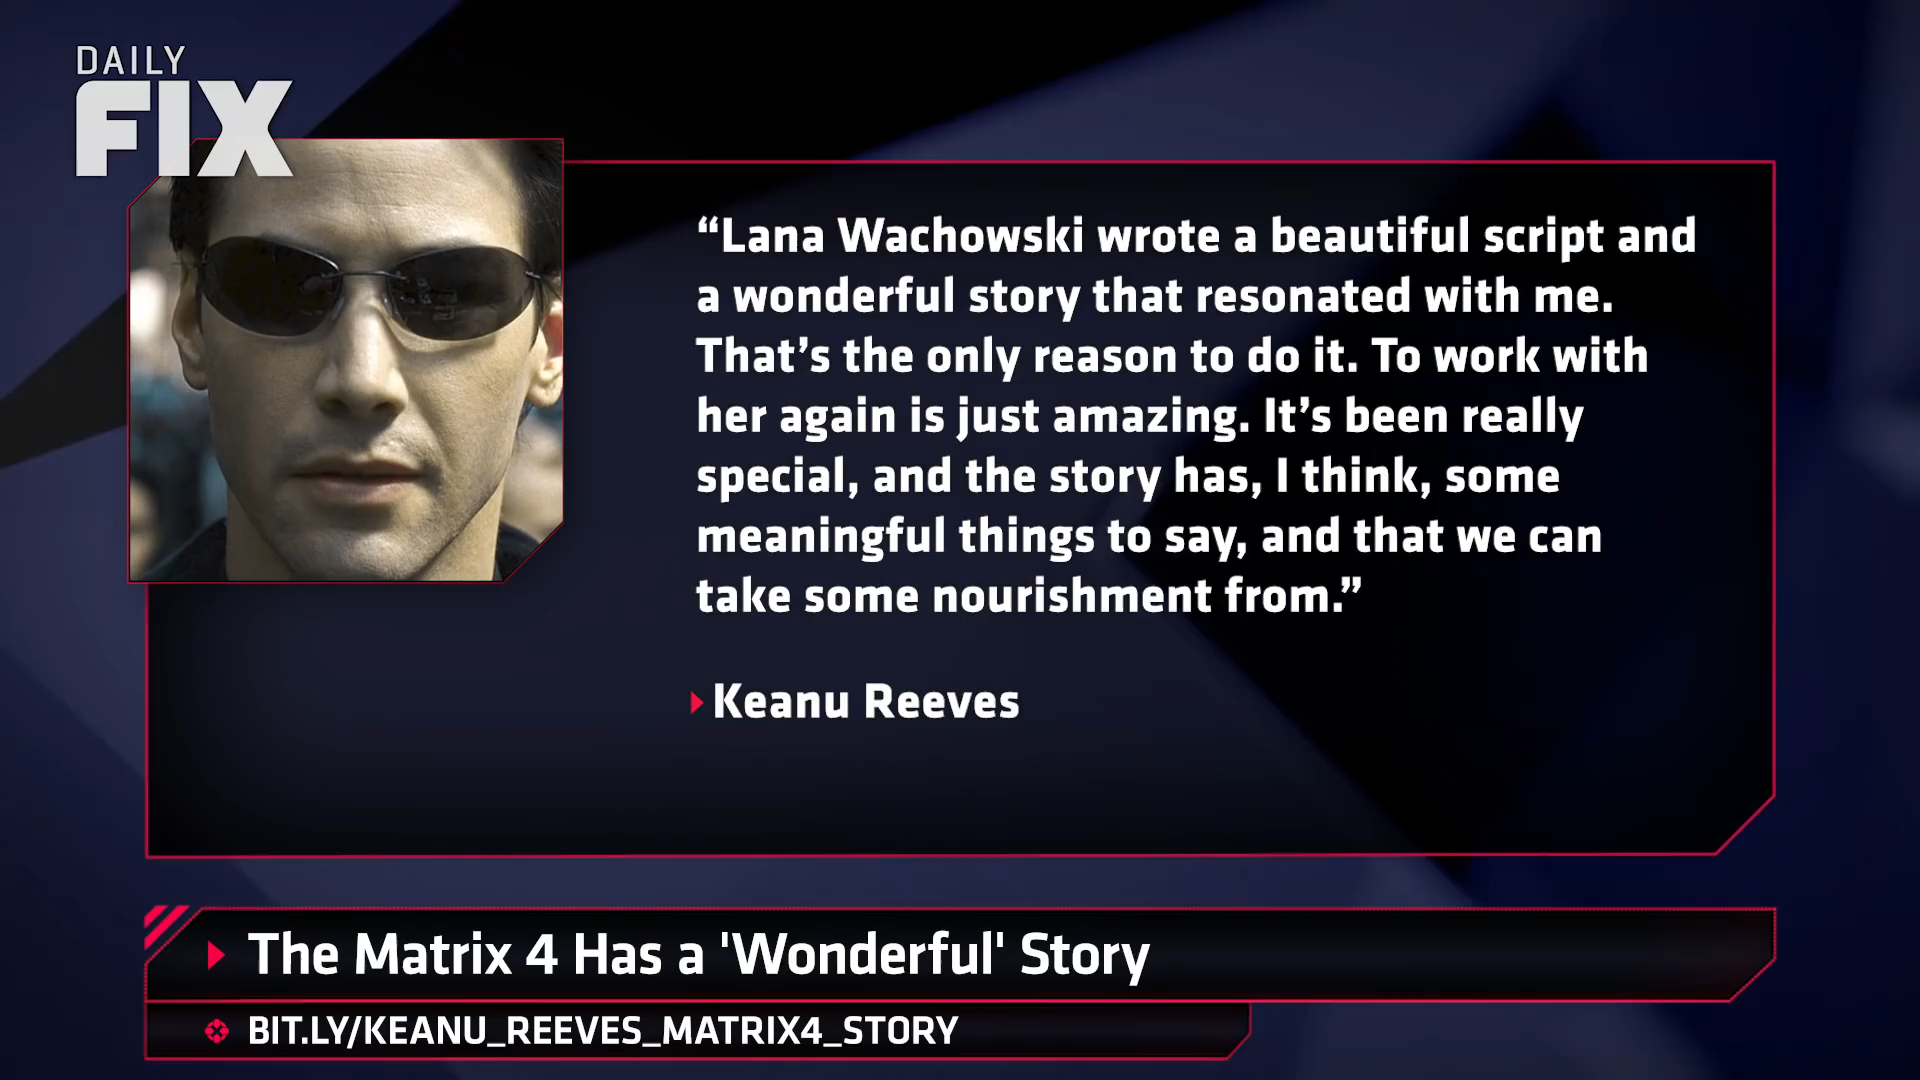 DAILY
FIX
“Lana Wachowski wrote a beautiful script and
a wonderful story that resonated with me.
That’s the only reason to do it. To work with
her again is just amazing. It’s been really
special, and the story has, I think, some
meaningful things to say, and that we can
take some nourishment from.”
Keanu Reeves
The Matrix 4 Has a 'Wonderful' Story
BIT.LY/KEANU_REEVES_MATRIX4_STORY